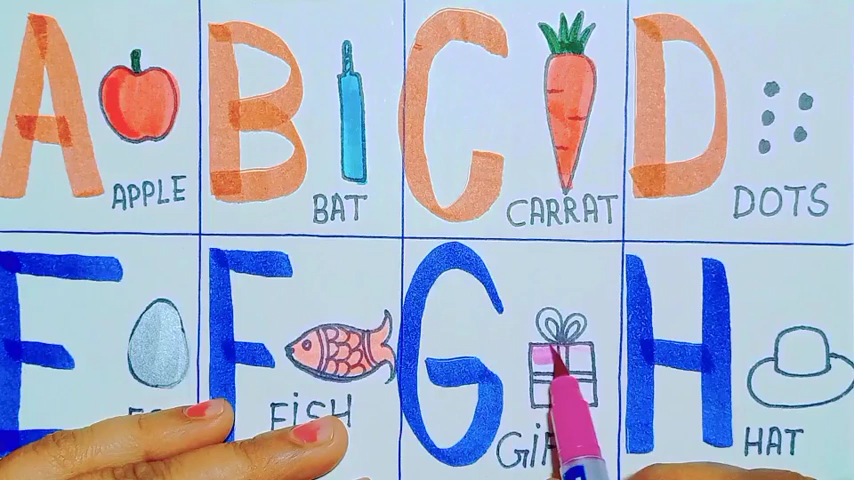 A B C D
APPLE BAT CARRAT DOTS
E F G H
FISH HAT